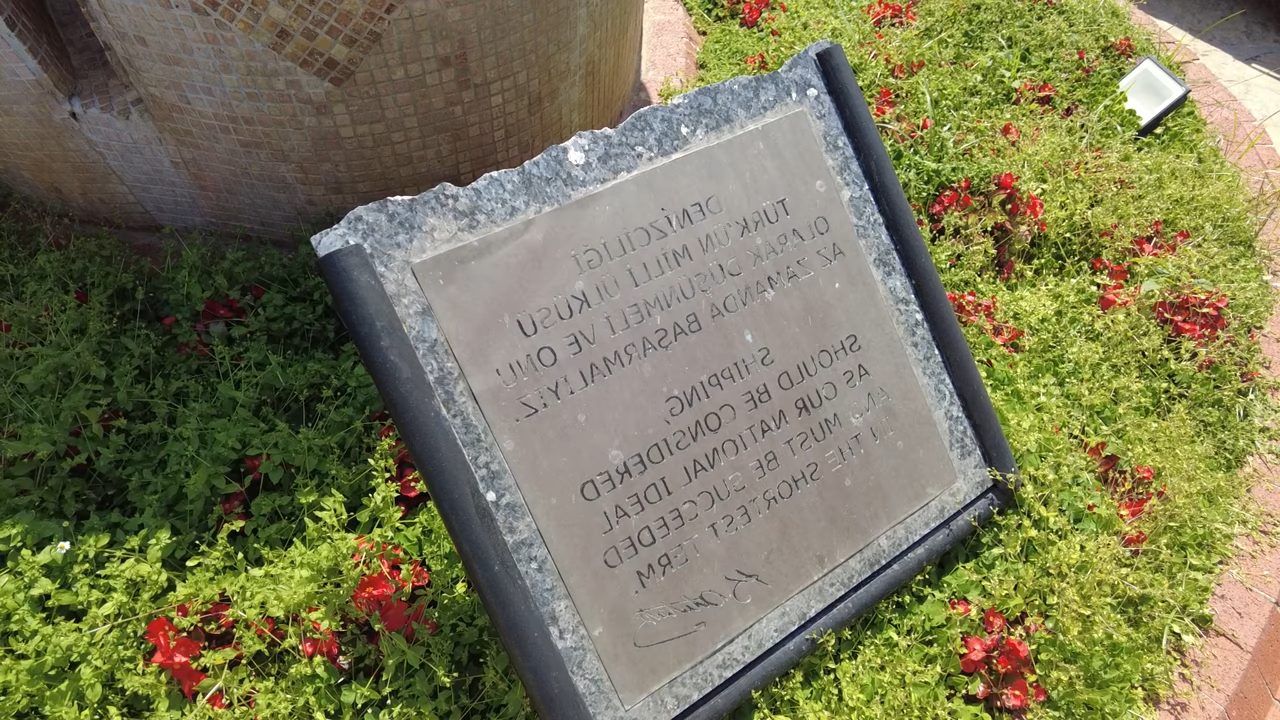 DENİZCİLİĞİ
TÜRK'ÜN MİLLİ ÜLKÜSÜ
OLARAK DÜŞÜNMELİ VE ONU
AZ ZAMANDA BAŞARMALIYIZ.
SHIPPING,
SHOULD BE CONSIDERED
AS OUR NATIONAL IDEAL
AND MUST BE SUCCEEDED
IN THE SHORTEST TERM.
K. Atatürk